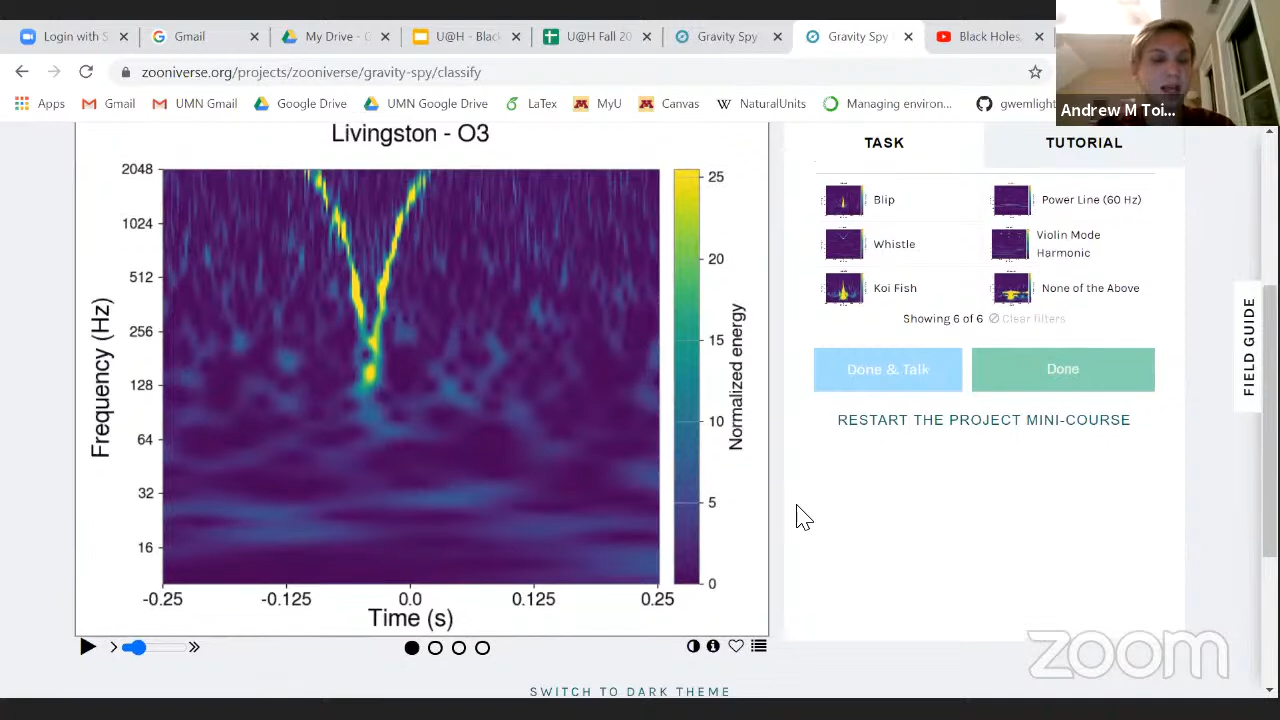 Login with S
Gmail
My Drive - G
U@H - Blac
U@H Fall 20
Gravity Spy
Gravity Spy
Black Holes,
zooniverse.org/projects/zooniverse/gravity-spy/classify
Apps
Gmail
UMN Gmail
Google Drive
UMN Google Drive
LaTex
MyU
Canvas
NaturalUnits
Managing environ...
gwemlight
Andrew M Toi...
Livingston - O3
Frequency (Hz)
2048
1024
512
256
128
64
32
16
-0.25
-0.125
0.0
0.125
0.25
Time (s)
25
20
15
10
5
0
Normalized energy
TASK
TUTORIAL
Blip
Power Line (60 Hz)
Whistle
Violin Mode
Harmonic
Koi Fish
None of the Above
Showing 6 of 6
Clear filters
Done & Talk
Done
RESTART THE PROJECT MINI-COURSE
FIELD GUIDE
SWITCH TO DARK THEME
zoom